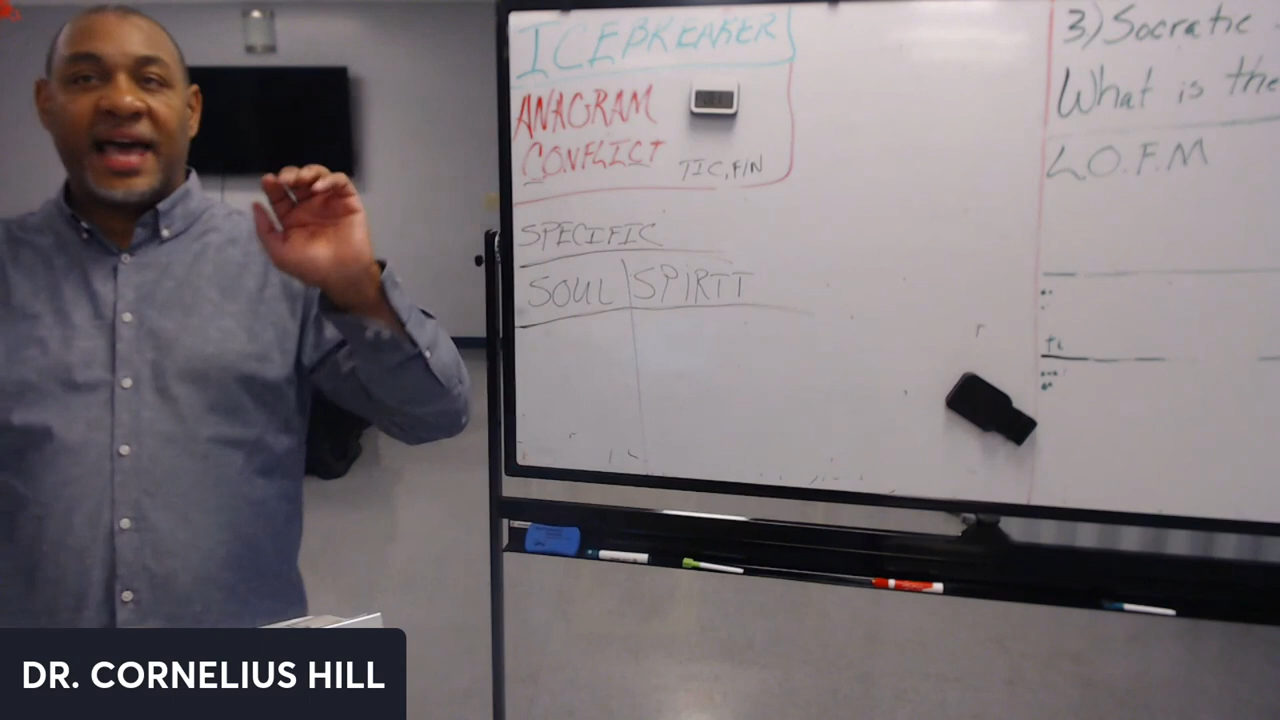 ICEBREAKER
ANAGRAM
CONFLICT TIC, FIN
SPECIFIC
SOUL SPIRIT
3) Socratic
What is the
L.O.F.M
DR. CORNELIUS HILL